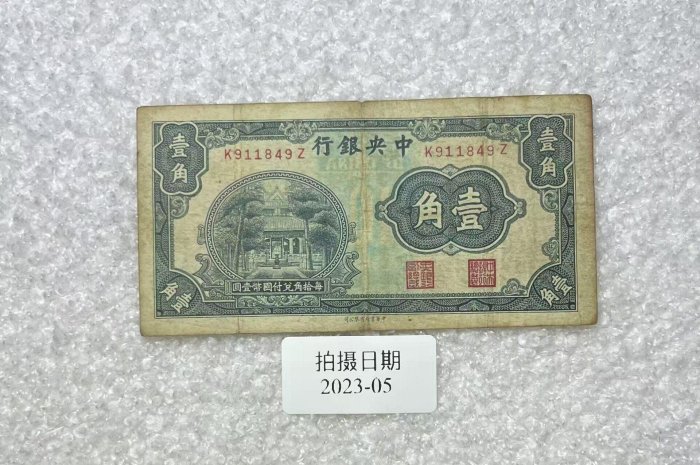 壹角 壹角
行銀央中
K911849Z K911849Z
角壹
圓壹幣國付兌角拾每
角壹 角壹
拍摄日期
2023-05